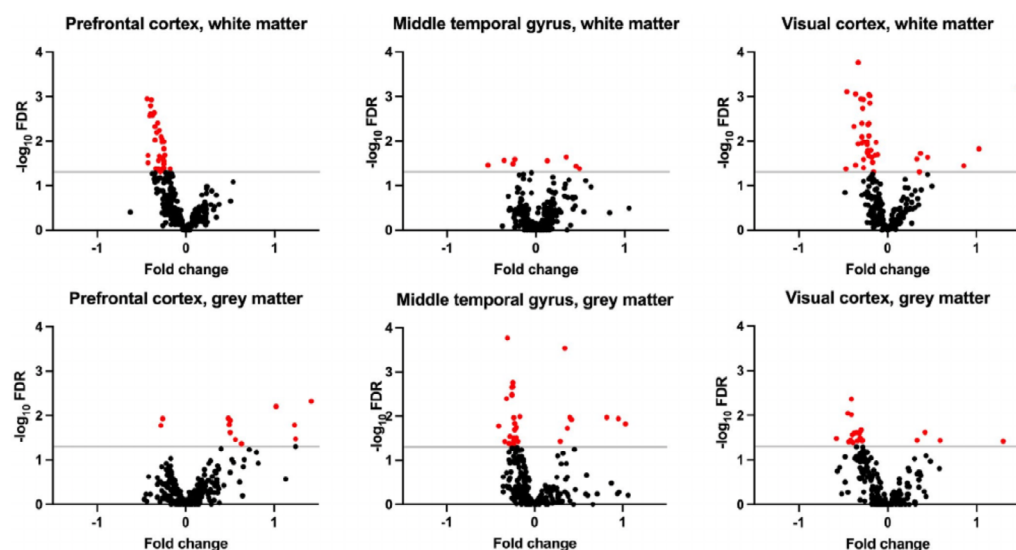 Prefrontal cortex, white matter
Middle temporal gyrus, white matter
Visual cortex, white matter
-log10 FDR
4
3
2
1
0
-1
0
1
Fold change
-log10 FDR
4
3
2
1
0
-1
0
1
Fold change
-log10 FDR
4
3
2
1
0
-1
0
1
Fold change
Prefrontal cortex, grey matter
Middle temporal gyrus, grey matter
Visual cortex, grey matter
-log10 FDR
4
3
2
1
0
-1
0
1
Fold change
-log10 FDR
4
3
2
1
0
-1
0
1
Fold change
-log10 FDR
4
3
2
1
0
-1
0
1
Fold change